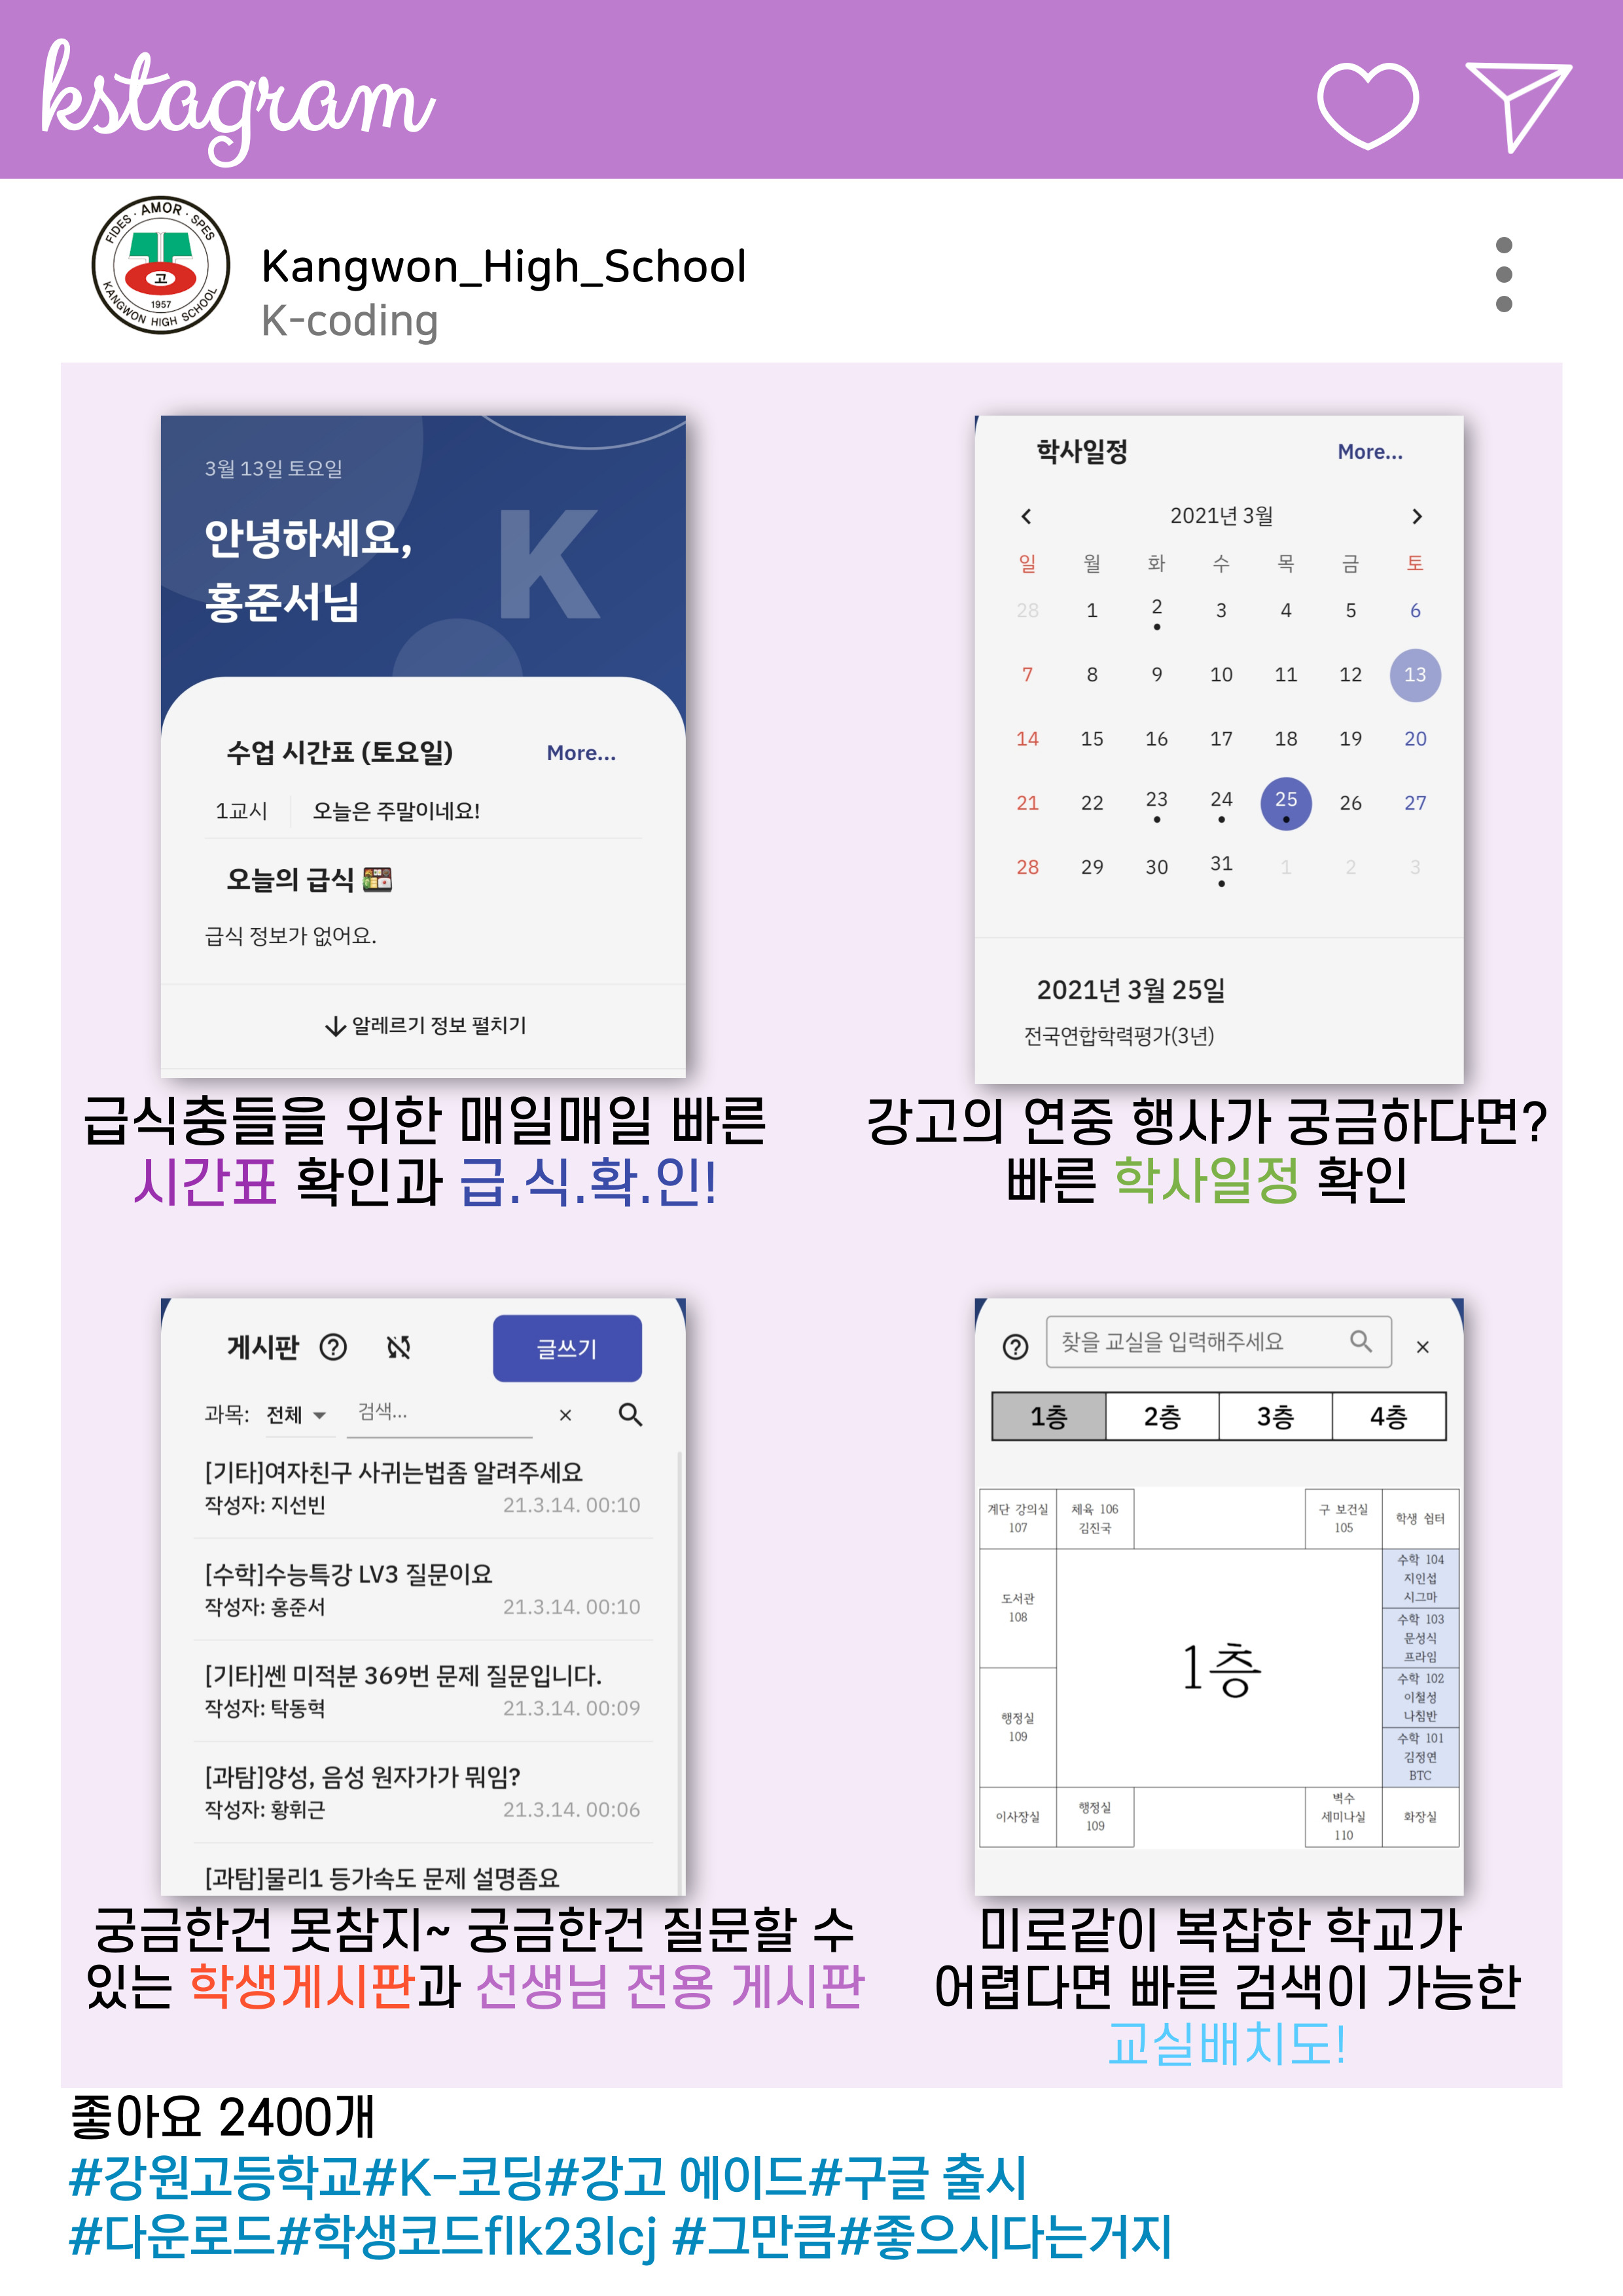 kstagram
FIDES · AMOR · SPES
고
1957
KANGWON HIGH SCHOOL
Kangwon_High_School
K-coding
3월 13일 토요일
안녕하세요,
홍준서님
K
수업 시간표 (토요일) More...
1교시 오늘은 주말이네요!
오늘의 급식
급식 정보가 없어요.
알레르기 정보 펼치기
급식충들을 위한 매일매일 빠른
시간표 확인과 급.식.확.인!
학사일정 More...
2021년 3월
일 월 화 수 목 금 토
28 1 2 3 4 5 6
7 8 9 10 11 12 13
14 15 16 17 18 19 20
21 22 23 24 25 26 27
28 29 30 31 1 2 3
2021년 3월 25일
전국연합학력평가(3년)
강고의 연중 행사가 궁금하다면?
빠른 학사일정 확인
게시판 글쓰기
과목: 전체 검색...
[기타]여자친구 사귀는법좀 알려주세요
작성자: 지선빈 21.3.14. 00:10
[수학]수능특강 LV3 질문이요
작성자: 홍준서 21.3.14. 00:10
[기타]쎈 미적분 369번 문제 질문입니다.
작성자: 탁동혁 21.3.14. 00:09
[과탐]양성, 음성 원자가가 뭐임?
작성자: 황휘근 21.3.14. 00:06
[과탐]물리1 등가속도 문제 설명좀요
궁금한건 못참지~ 궁금한건 질문할 수
있는 학생게시판과 선생님 전용 게시판
찾을 교실을 입력해주세요
1층 2층 3층 4층
계단 강의실
107
체육 106
김진국
구 보건실
105
학생 쉼터
도서관
108
수학 104
지인섭
시그마
수학 103
문성식
프라임
1층
행정실
109
수학 102
이철성
나침반
수학 101
김정연
BTC
이사장실
행정실
109
벽수
세미나실
110
화장실
미로같이 복잡한 학교가
어렵다면 빠른 검색이 가능한
교실배치도!
좋아요 2400개
#강원고등학교#K-코딩#강고 에이드#구글 출시
#다운로드#학생코드flk23lcj #그만큼#좋으시다는거지